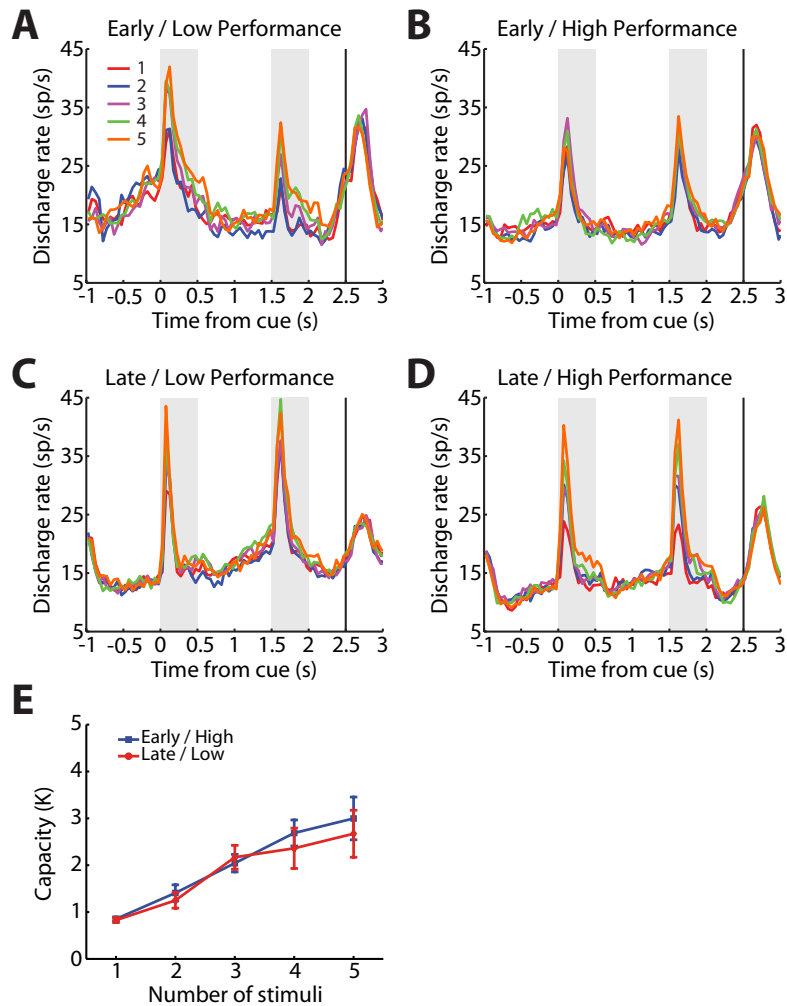 A
Early / Low Performance
45
35
25
15
5
1
2
3
4
5
Discharge rate (sp/s)
-1 -0.5 0 0.5 1 1.5 2 2.5 3
Time from cue (s)
B
Early / High Performance
45
35
25
15
5
Discharge rate (sp/s)
-1 -0.5 0 0.5 1 1.5 2 2.5 3
Time from cue (s)
C
Late / Low Performance
45
35
25
15
5
Discharge rate (sp/s)
-1 -0.5 0 0.5 1 1.5 2 2.5 3
Time from cue (s)
D
Late / High Performance
45
35
25
15
5
Discharge rate (sp/s)
-1 -0.5 0 0.5 1 1.5 2 2.5 3
Time from cue (s)
E
5
4
3
2
1
0
Early / High
Late / Low
Capacity (K)
1 2 3 4 5
Number of stimuli